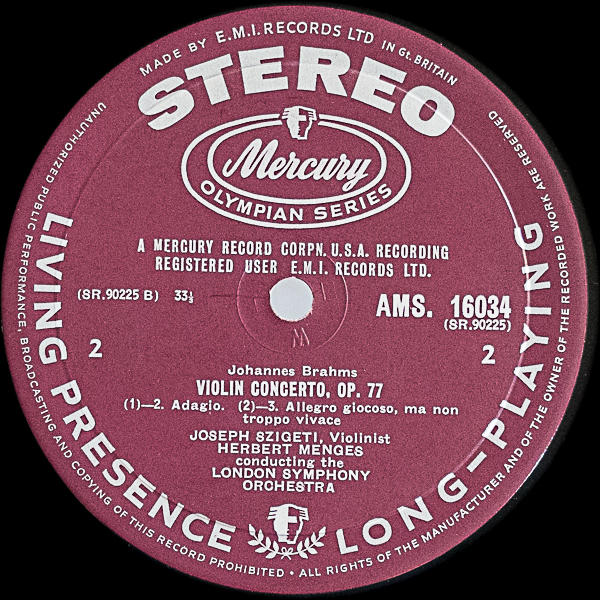 MADE BY E.M.I. RECORDS LTD IN Gt. BRITAIN
STEREO
Mercury
OLYMPIAN SERIES
A MERCURY RECORD CORPN. U.S.A. RECORDING
REGISTERED USER E.M.I. RECORDS LTD.
(SR.90225 B) 33⅓
AMS. 16034
(SR.90225)
2
2
Johannes Brahms
VIOLIN CONCERTO, OP. 77
(1)—2. Adagio. (2)—3. Allegro giocoso, ma non
troppo vivace
JOSEPH SZIGETI, Violinist
HERBERT MENGES
conducting the
LONDON SYMPHONY
ORCHESTRA
LIVING PRESENCE
LONG-PLAYING
UNAUTHORIZED PUBLIC PERFORMANCE, BROADCASTING AND COPYING OF THIS RECORD PROHIBITED • ALL RIGHTS OF THE MANUFACTURER AND OF THE OWNER OF THE RECORDED WORK ARE RESERVED